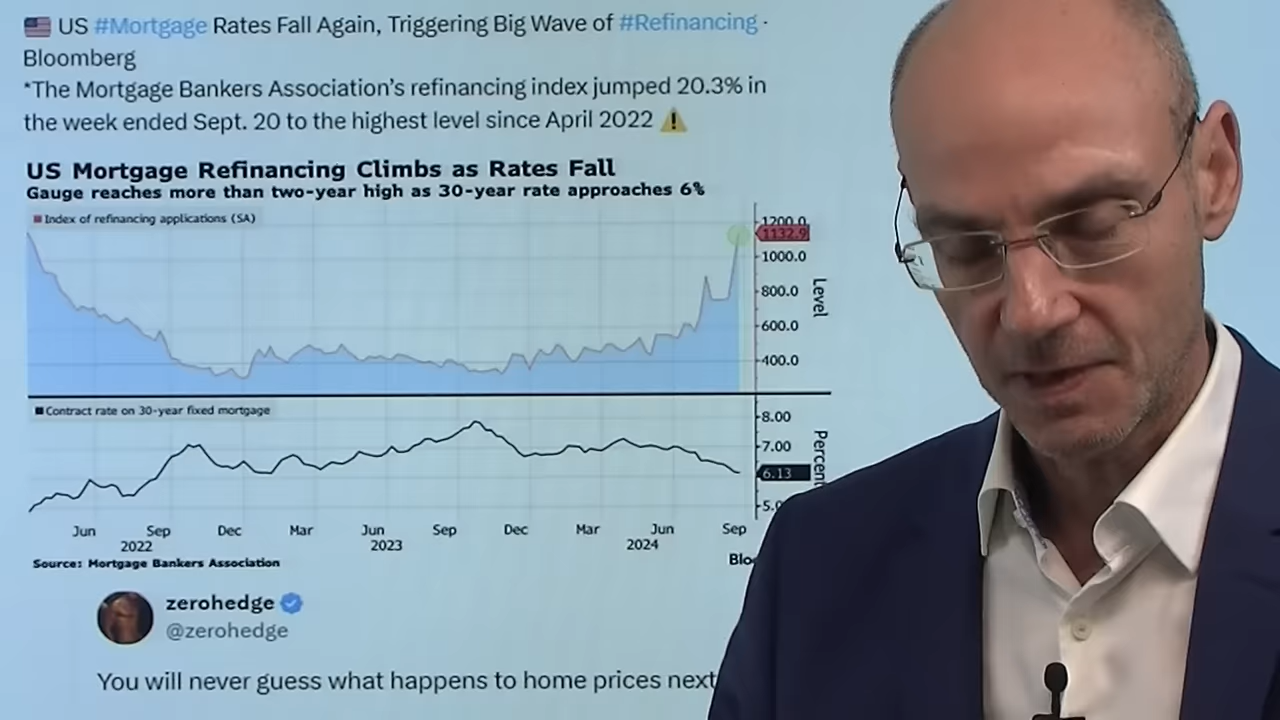 🇺🇸 US #Mortgage Rates Fall Again, Triggering Big Wave of #Refinancing ·
Bloomberg
*The Mortgage Bankers Association's refinancing index jumped 20.3% in
the week ended Sept. 20 to the highest level since April 2022 ⚠️
US Mortgage Refinancing Climbs as Rates Fall
Gauge reaches more than two-year high as 30-year rate approaches 6%
Index of refinancing applications (SA)
1200.0
1132.9
1000.0
800.0
600.0
400.0
Level
Contract rate on 30-year fixed mortgage
8.00
7.00
6.13
5.0
Percent
Jun Sep Dec Mar Jun Sep Dec Mar Jun Sep
2022 2023 2024
Source: Mortgage Bankers Association
Blo
zerohedge
@zerohedge
You will never guess what happens to home prices next